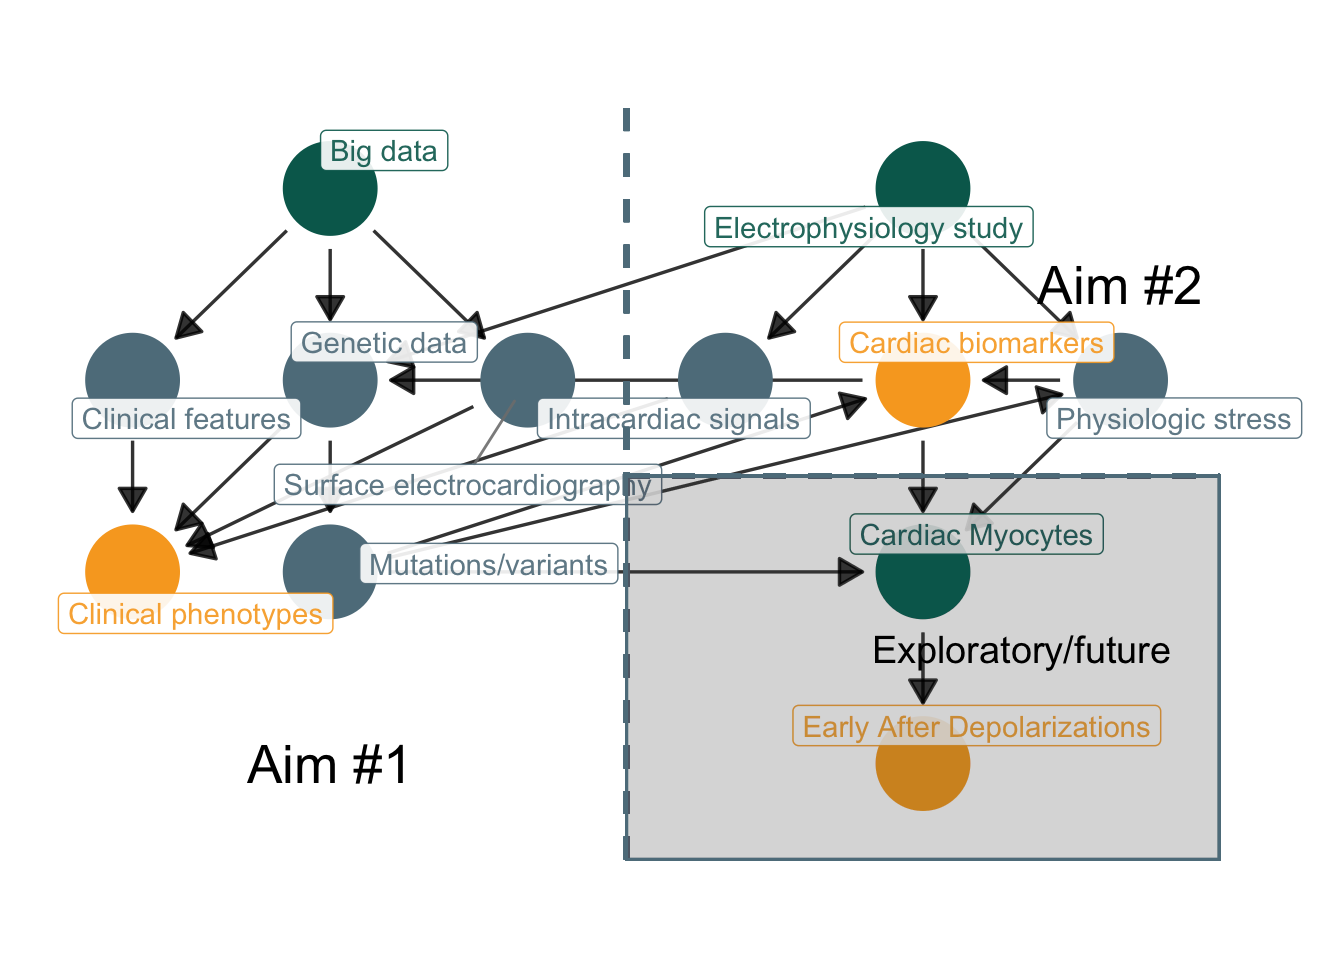 Big data
Electrophysiology study
Aim #2
Genetic data
Cardiac biomarkers
Clinical features
Intracardiac signals
Physiologic stress
Surface electrocardiography
Cardiac Myocytes
Mutations/variants
Clinical phenotypes
Exploratory/future
Early After Depolarizations
Aim #1